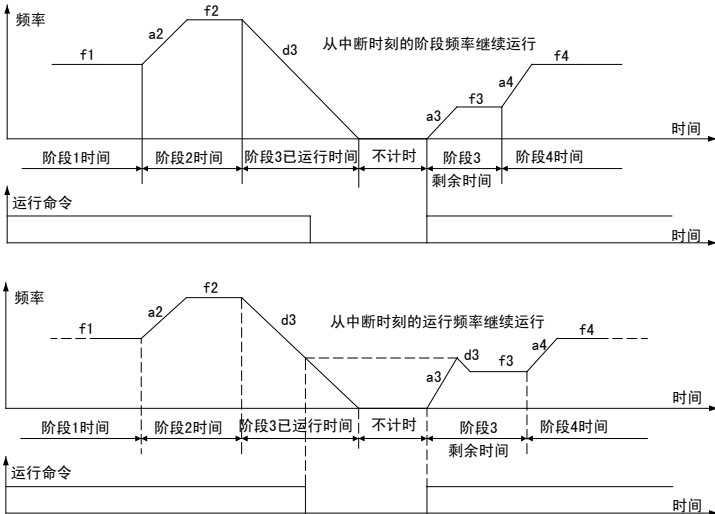 频率
f1
a2
f2
d3
从中断时刻的阶段频率继续运行
a3
f3
a4
f4
时间
阶段1时间
阶段2时间
阶段3已运行时间
不计时
阶段3
剩余时间
阶段4时间
运行命令
时间
频率
f1
a2
f2
d3
从中断时刻的运行频率继续运行
a3
d3
f3
a4
f4
时间
阶段1时间
阶段2时间
阶段3已运行时间
不计时
阶段3
剩余时间
阶段4时间
运行命令
时间